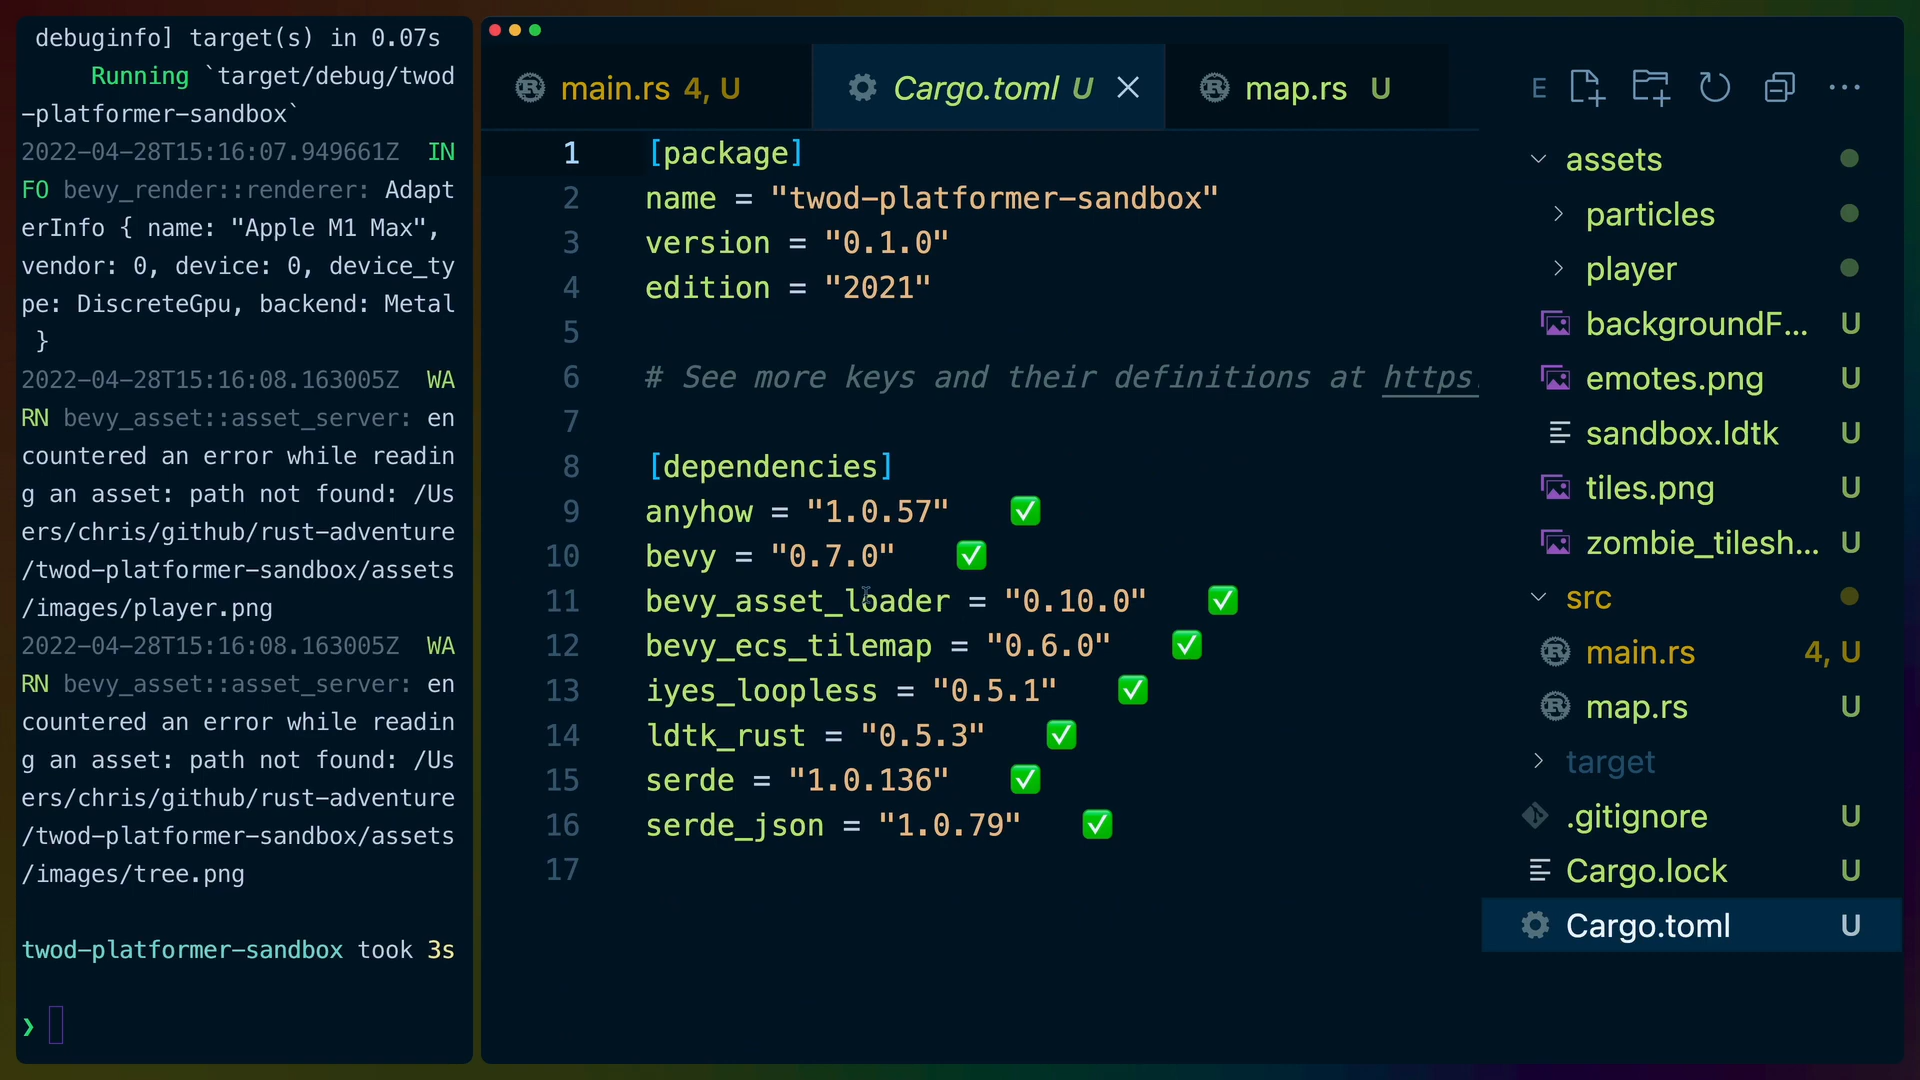 debuginfo] target(s) in 0.07s
Running `target/debug/twod
-platformer-sandbox`
2022-04-28T15:16:07.949661Z IN
FO bevy_render::renderer: Adapt
erInfo { name: "Apple M1 Max",
vendor: 0, device: 0, device_ty
pe: DiscreteGpu, backend: Metal
}
2022-04-28T15:16:08.163005Z WA
RN bevy_asset::asset_server: en
countered an error while readin
g an asset: path not found: /Us
ers/chris/github/rust-adventure
/twod-platformer-sandbox/assets
/images/player.png
2022-04-28T15:16:08.163005Z WA
RN bevy_asset::asset_server: en
countered an error while readin
g an asset: path not found: /Us
ers/chris/github/rust-adventure
/twod-platformer-sandbox/assets
/images/tree.png
twod-platformer-sandbox took 3s
❯
main.rs 4, U
Cargo.toml U
map.rs U
1 [package]
2 name = "twod-platformer-sandbox"
3 version = "0.1.0"
4 edition = "2021"
5
6 # See more keys and their definitions at https:
7
8 [dependencies]
9 anyhow = "1.0.57" ✅
10 bevy = "0.7.0" ✅
11 bevy_asset_loader = "0.10.0" ✅
12 bevy_ecs_tilemap = "0.6.0" ✅
13 iyes_loopless = "0.5.1" ✅
14 ldtk_rust = "0.5.3" ✅
15 serde = "1.0.136" ✅
16 serde_json = "1.0.79" ✅
17
E
assets
particles
player
backgroundF... U
emotes.png U
sandbox.ldtk U
tiles.png U
zombie_tilesh... U
src
main.rs 4, U
map.rs U
target
.gitignore U
Cargo.lock U
Cargo.toml U